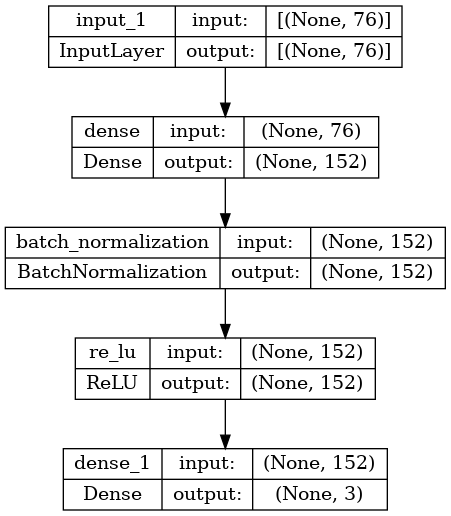 input_1 input: [(None, 76)]
InputLayer output: [(None, 76)]
dense input: (None, 76)
Dense output: (None, 152)
batch_normalization input: (None, 152)
BatchNormalization output: (None, 152)
re_lu input: (None, 152)
ReLU output: (None, 152)
dense_1 input: (None, 152)
Dense output: (None, 3)